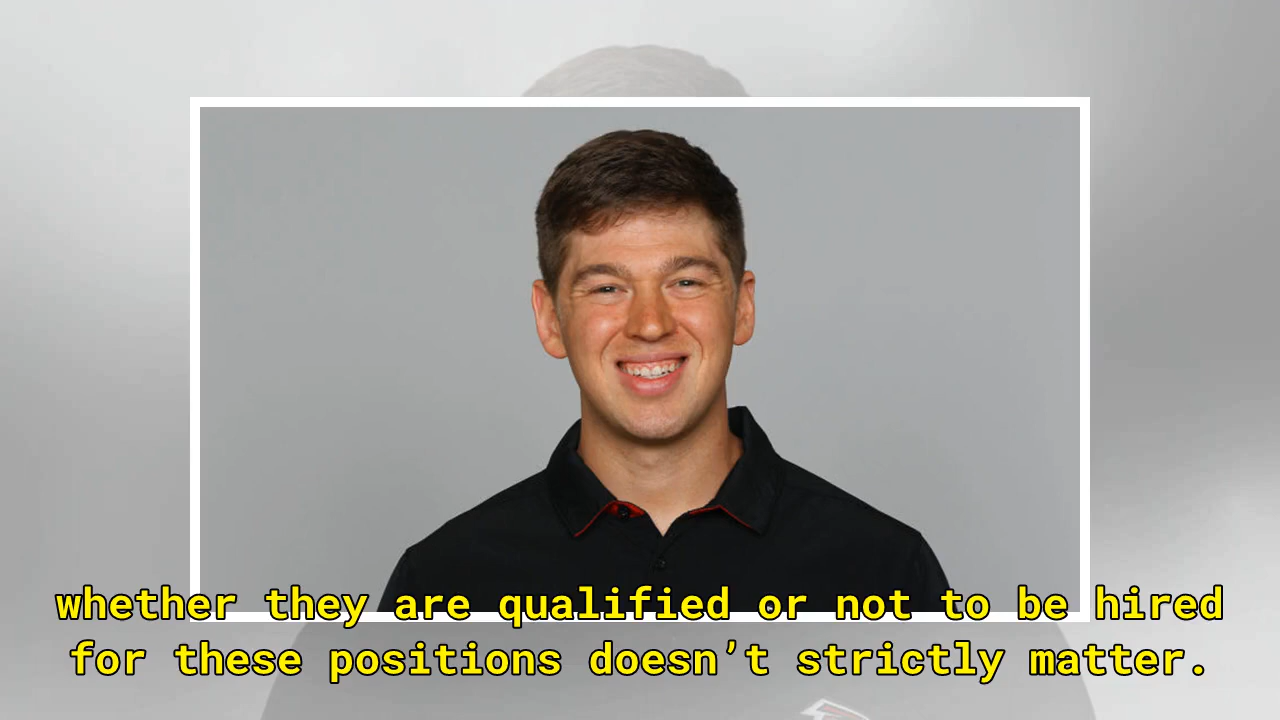 whether they are qualified or not to be hired
for these positions doesn’t strictly matter.